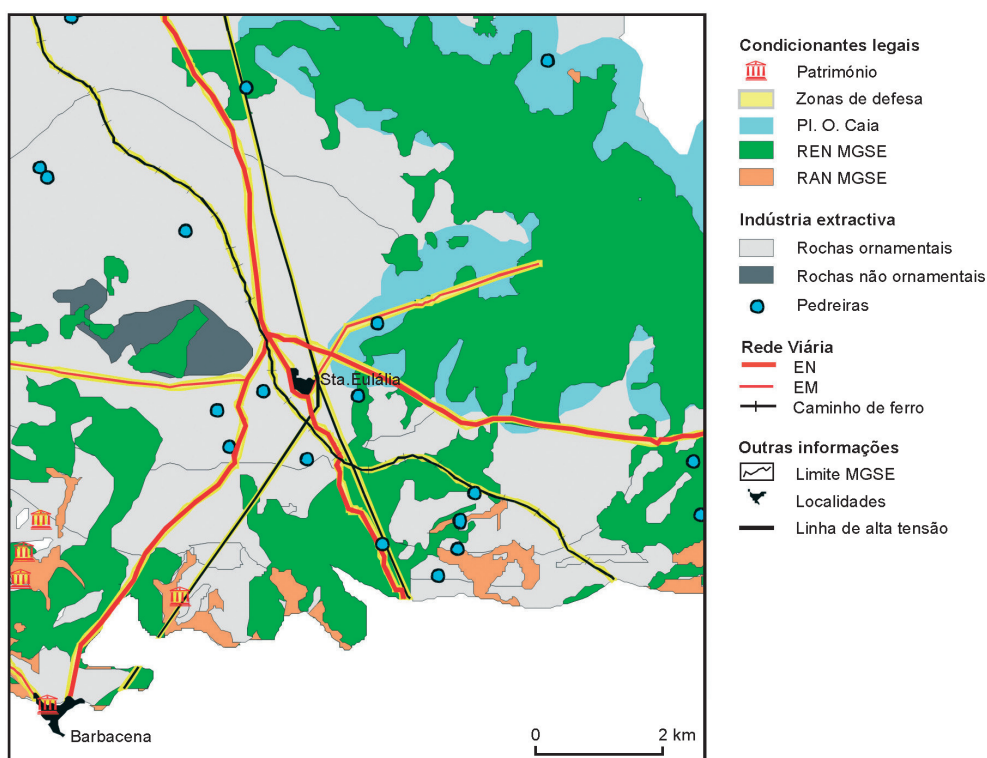 Sta.Eulália
Barbacena
0 2 km
Condicionantes legais
Património
Zonas de defesa
Pl. O. Caia
REN MGSE
RAN MGSE
Indústria extractiva
Rochas ornamentais
Rochas não ornamentais
Pedreiras
Rede Viária
EN
EM
Caminho de ferro
Outras informações
Limite MGSE
Localidades
Linha de alta tensão